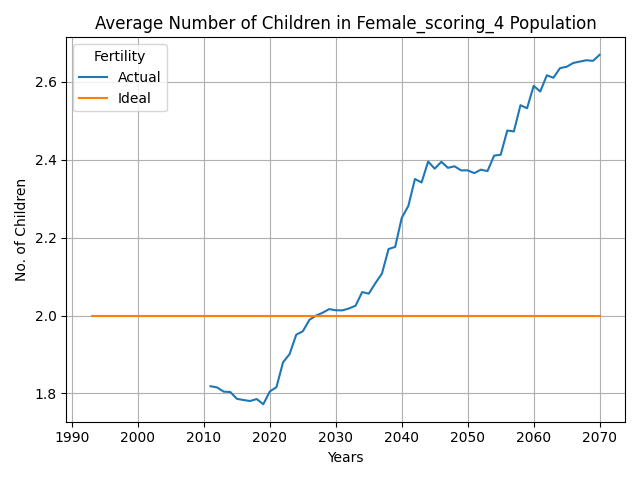 Average Number of Children in Female_scoring_4 Population
Fertility
Actual
Ideal
No. of Children
2.6
2.4
2.2
2.0
1.8
1990 2000 2010 2020 2030 2040 2050 2060 2070
Years